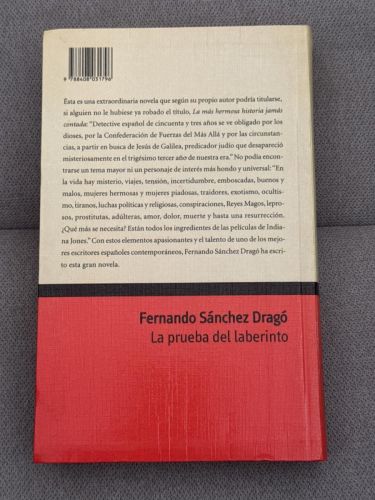 9 788408 031796
Ésta es una extraordinaria novela que según su propio autor podría titularse,
si alguien no le hubiese ya robado el título, La más hermosa historia jamás
contada: "Detective español de cincuenta y tres años se ve obligado por los
dioses, por la Confederación de Fuerzas del Más Allá y por las circunstan-
cias, a partir en busca de Jesús de Galilea, predicador judío que desapareció
misteriosamente en el trigésimo tercer año de nuestra era." No podía encon-
trarse un tema mayor ni un personaje de interés más hondo y universal: "En
la vida hay misterio, viajes, tensión, incertidumbre, emboscadas, buenos y
malos, mujeres hermosas y mujeres piadosas, traidores, exotismo, ocultis-
mo, tiranos, luchas políticas y religiosas, conspiraciones, Reyes Magos, lepro-
sos, prostitutas, adúlteras, amor, dolor, muerte y hasta una resurrección.
¿Qué más se necesita? Están todos los ingredientes de las películas de India-
na Jones." Con estos elementos apasionantes y el talento de uno de los mejo-
res escritores españoles contemporáneos, Fernando Sánchez Dragó ha escri-
to esta gran novela.
Fernando Sánchez Dragó
La prueba del laberinto